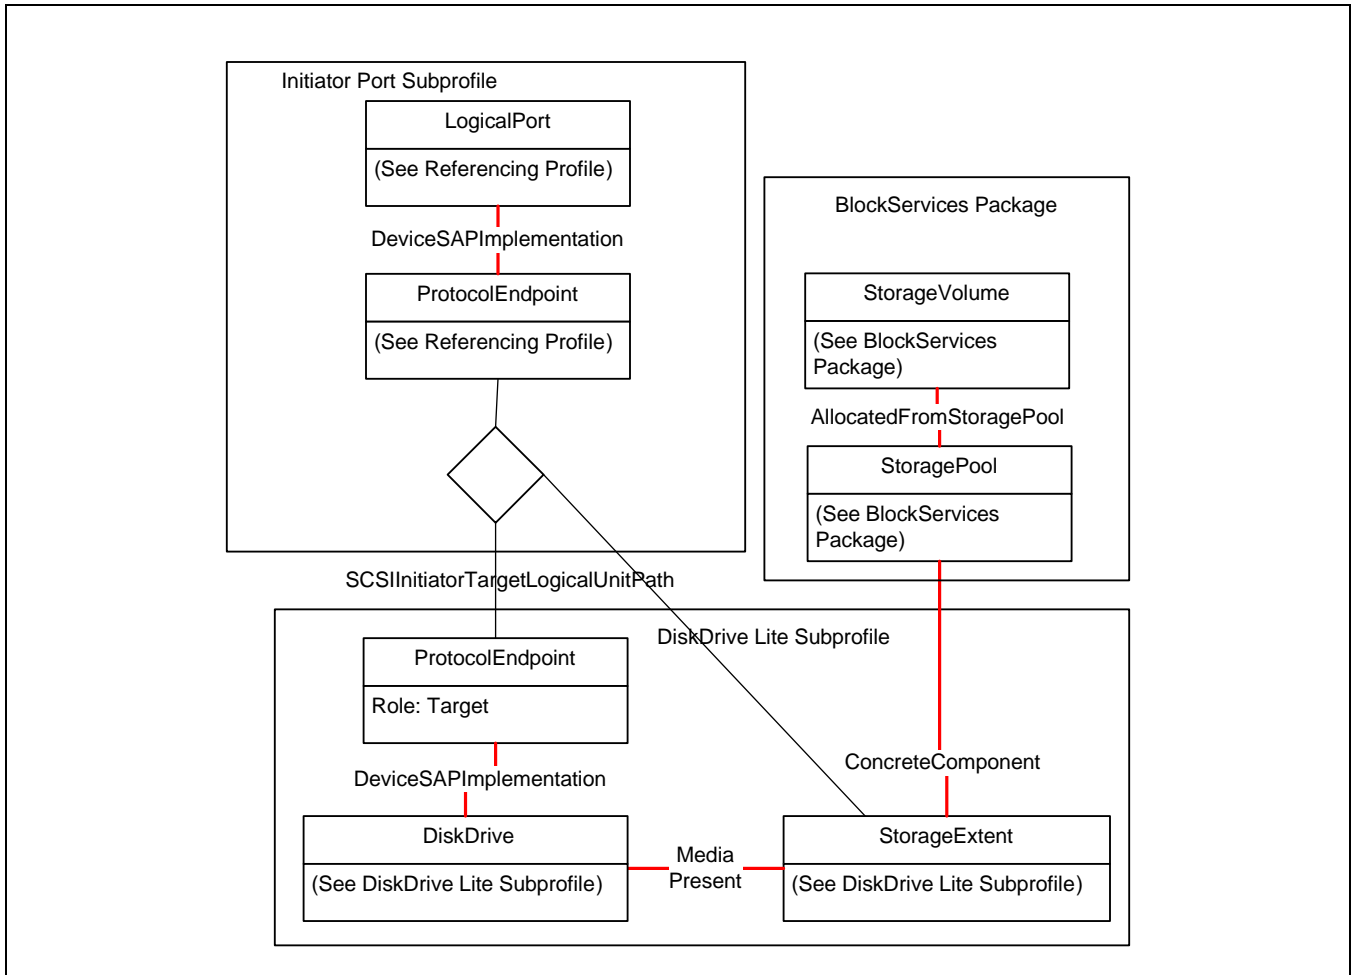 Initiator Port Subprofile
LogicalPort
(See Referencing Profile)
DeviceSAPImplementation
ProtocolEndpoint
(See Referencing Profile)
BlockServices Package
StorageVolume
(See BlockServices
Package)
AllocatedFromStoragePool
StoragePool
(See BlockServices
Package)
SCSIInitiatorTargetLogicalUnitPath
DiskDrive Lite Subprofile
ProtocolEndpoint
Role: Target
DeviceSAPImplementation
ConcreteComponent
DiskDrive
(See DiskDrive Lite Subprofile)
Media
Present
StorageExtent
(See DiskDrive Lite Subprofile)